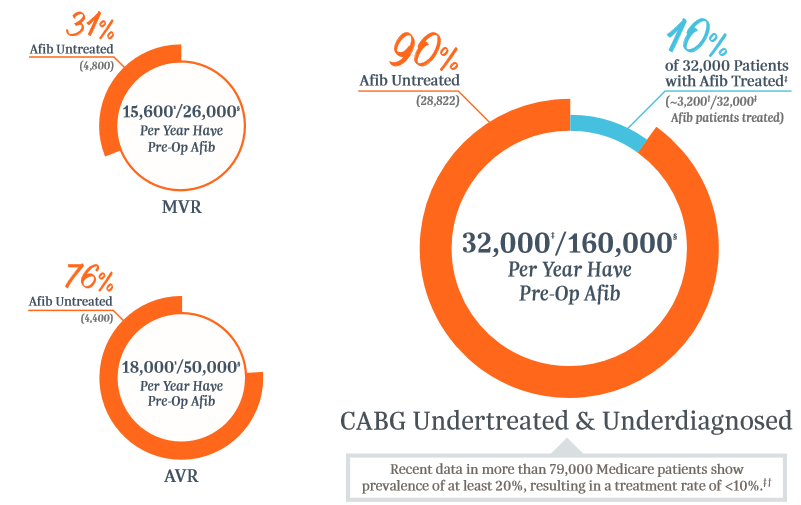 31%
Afib Untreated
(4,800)
15,600‡/26,000§
Per Year Have
Pre-Op Afib
MVR
76%
Afib Untreated
(4,400)
18,000†/50,000§
Per Year Have
Pre-Op Afib
AVR
90%
Afib Untreated
(28,822)
10%
of 32,000 Patients
with Afib Treated‡
(~3,200†/32,000‡
Afib patients treated)
32,000‡/160,000§
Per Year Have
Pre-Op Afib
CABG Undertreated & Underdiagnosed
Recent data in more than 79,000 Medicare patients show
prevalence of at least 20%, resulting in a treatment rate of <10%.††